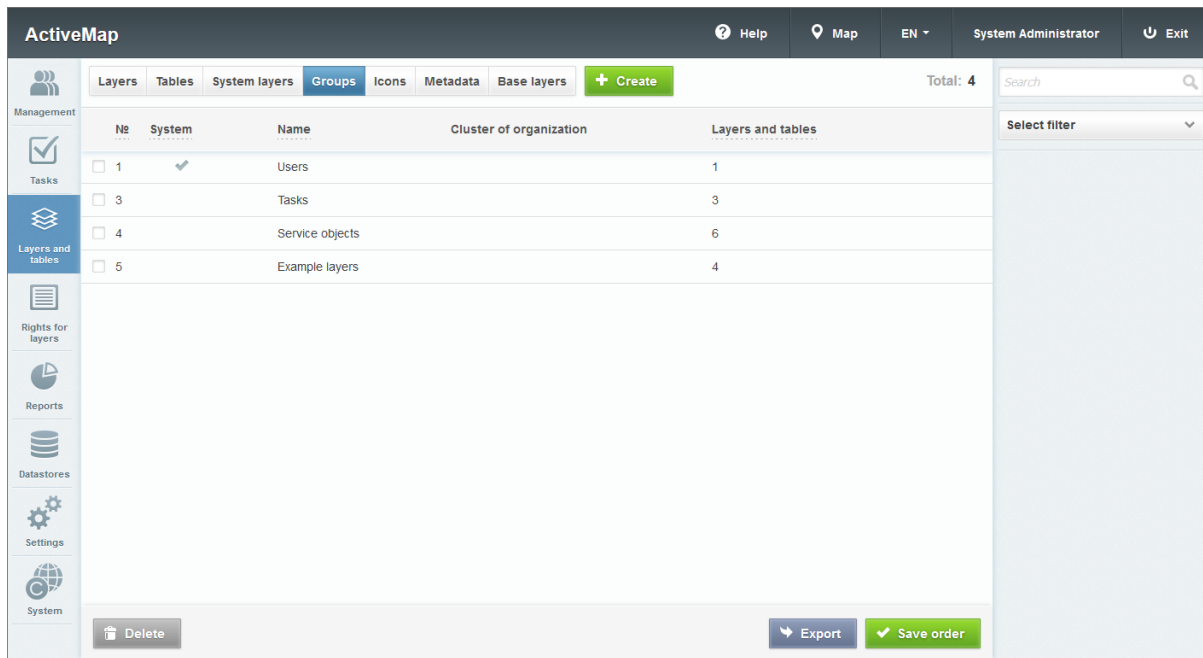 ActiveMap
Help
Map
EN
System Administrator
Exit
Management
Tasks
Layers and
tables
Rights for
layers
Reports
Datastores
Settings
System
Layers Tables System layers Groups Icons Metadata Base layers + Create Total: 4
№ System Name Cluster of organization Layers and tables
1 Users 1
3 Tasks 3
4 Service objects 6
5 Example layers 4
Delete
Export
Save order
Search
Select filter